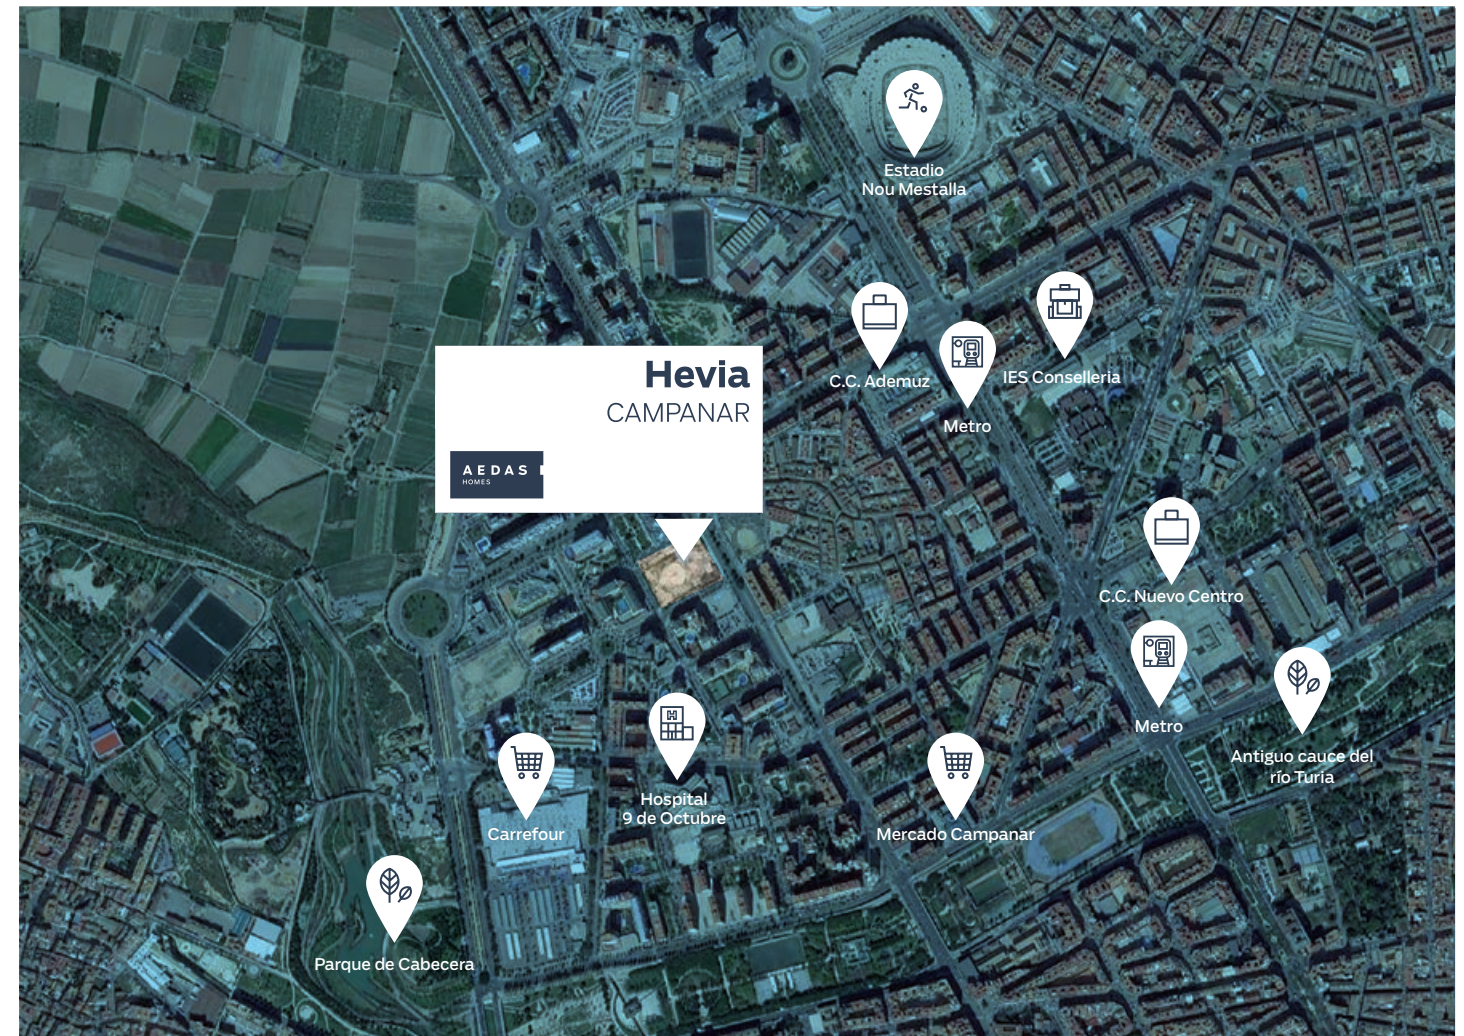 Estadio
Nou Mestalla
C.C. Ademuz
IES Conselleria
Metro
Hevia
CAMPANAR
AEDAS
HOMES
C.C. Nuevo Centro
Metro
Antiguo cauce del
río Turia
Hospital
9 de Octubre
Carrefour
Mercado Campanar
Parque de Cabecera
H